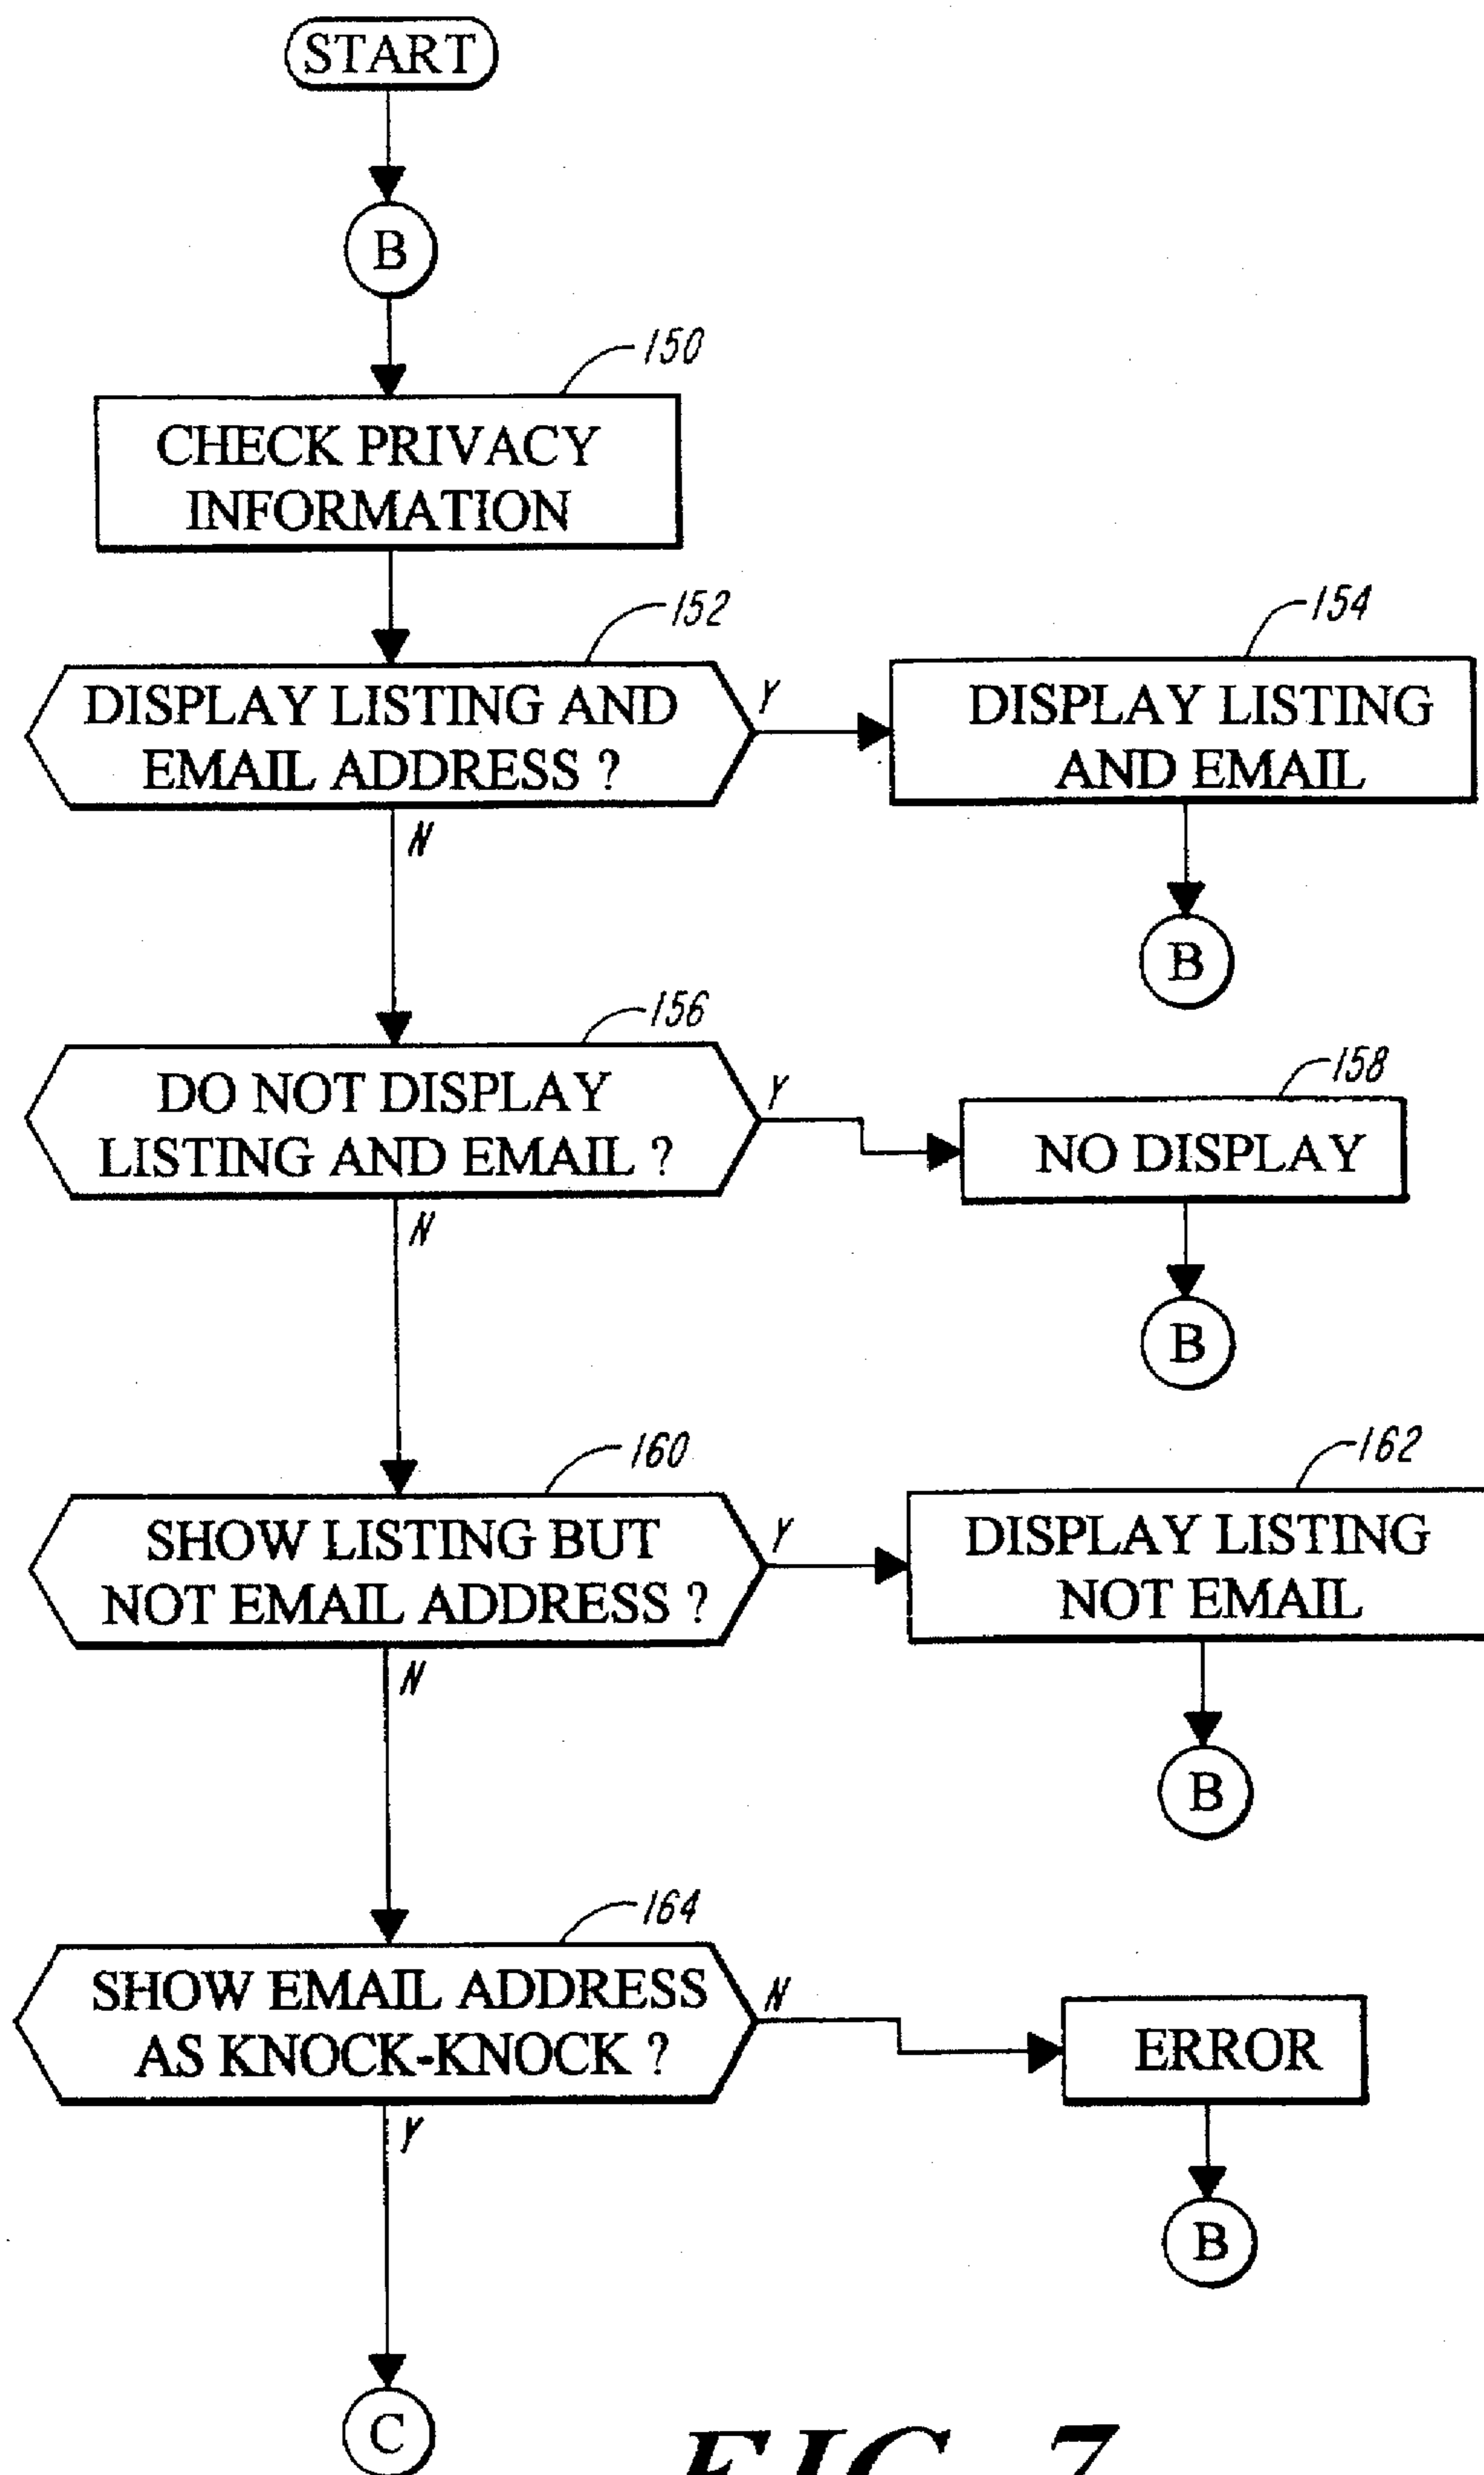 START
B
150
CHECK PRIVACY
INFORMATION
152
DISPLAY LISTING AND
EMAIL ADDRESS ?
Y
154
DISPLAY LISTING
AND EMAIL
B
N
156
DO NOT DISPLAY
LISTING AND EMAIL ?
Y
158
NO DISPLAY
B
N
160
SHOW LISTING BUT
NOT EMAIL ADDRESS ?
Y
162
DISPLAY LISTING
NOT EMAIL
B
N
164
SHOW EMAIL ADDRESS
AS KNOCK-KNOCK ?
N
ERROR
B
Y
C
FIG. 7